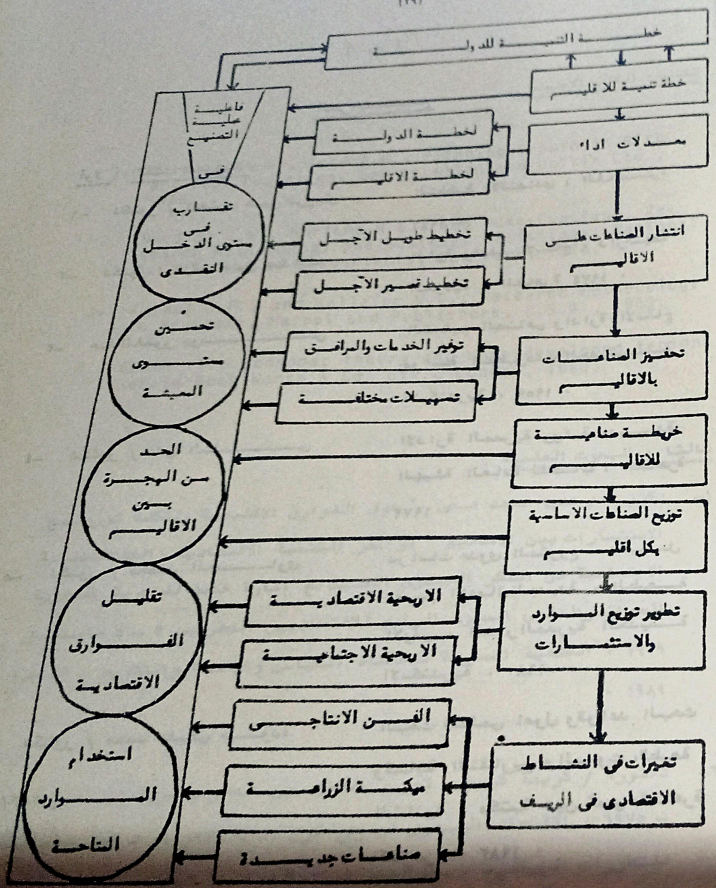 خطة التنمية للدولة
خطة تنمية للاقليم
معدلات اداء
لخطة الدولة
لخطة الاقليم
انتشار الصناعات على
الاقاليم
تخطيط طويل الآجل
تخطيط قصير الآجل
تحفيز الصناعات
بالاقاليم
توفير الخدمات والمرافق
تسهيلات مختلفة
خريطة صناعية
للاقاليم
توزيع الصناعات الاساسية
بكل اقليم
تطوير توزيع الموارد
والاستثمارات
الاربحية الاقتصادية
الاربحية الاجتماعية
تغيرات فى النشاط
الاقتصادى فى الريف
الفن الانتاجى
ميكنة الزراعة
صناعات جديدة
فاعلية
عملية
التصنيع
فى
تقارب
فى
مستوى الدخل
النقدى
تحسين
مستوى
المعيشة
الحد
من الهجرة
بين
الاقاليم
تقليل
الفوارق
الاقتصادية
استخدام
الموارد
المتاحة